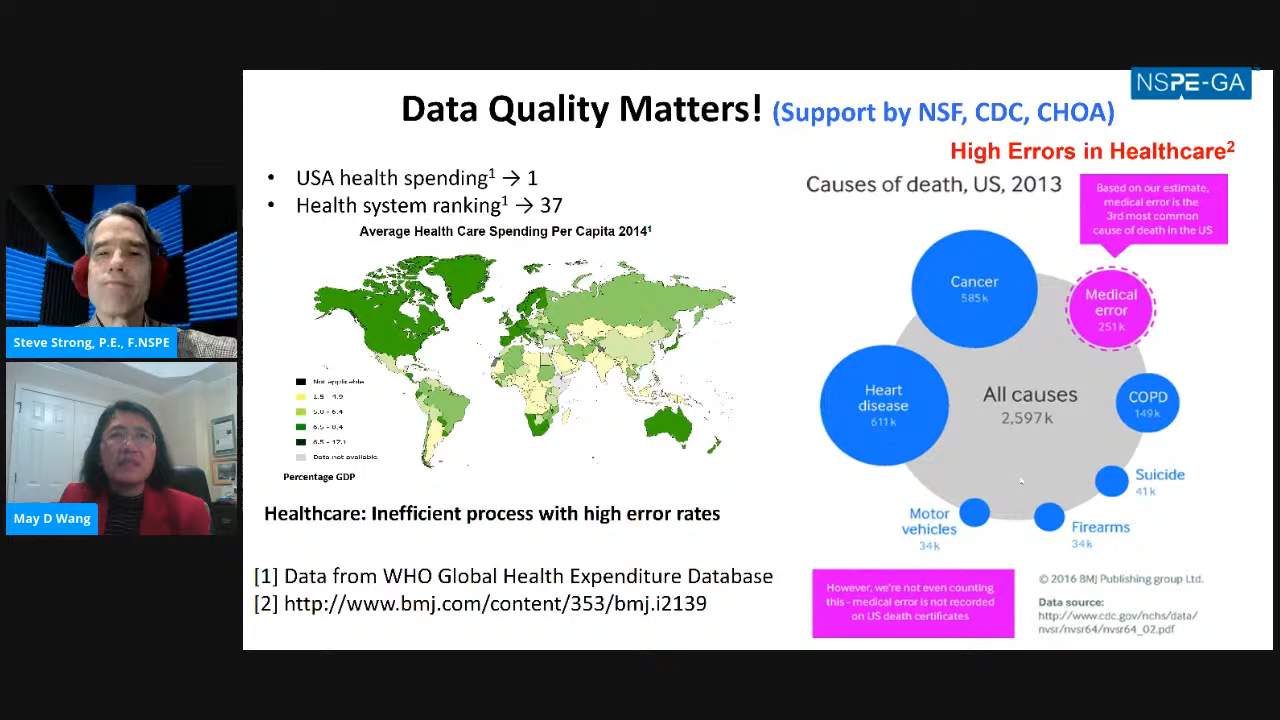 NSPE-GA
Data Quality Matters! (Support by NSF, CDC, CHOA)
• USA health spending¹ → 1
• Health system ranking¹ → 37
Average Health Care Spending Per Capita 2014¹
Not applicable
1.5 - 4.9
5.0 - 6.4
6.5 - 8.4
6.5 - 17.1
Data not available
Percentage GDP
Healthcare: Inefficient process with high error rates
[1] Data from WHO Global Health Expenditure Database
[2] http://www.bmj.com/content/353/bmj.i2139
High Errors in Healthcare²
Causes of death, US, 2013
Based on our estimate,
medical error is the
3rd most common
cause of death in the US
Cancer
585k
Medical
error
251k
Heart
disease
611k
All causes
2,597k
COPD
149k
Suicide
41k
Motor
vehicles
34k
Firearms
34k
However, we're not even counting
this - medical error is not recorded
on US death certificates
© 2016 BMJ Publishing group Ltd.
Data source:
http://www.cdc.gov/nchs/data/
nvsr/nvsr64/nvsr64_02.pdf
Steve Strong, P.E., F.NSPE
May D Wang